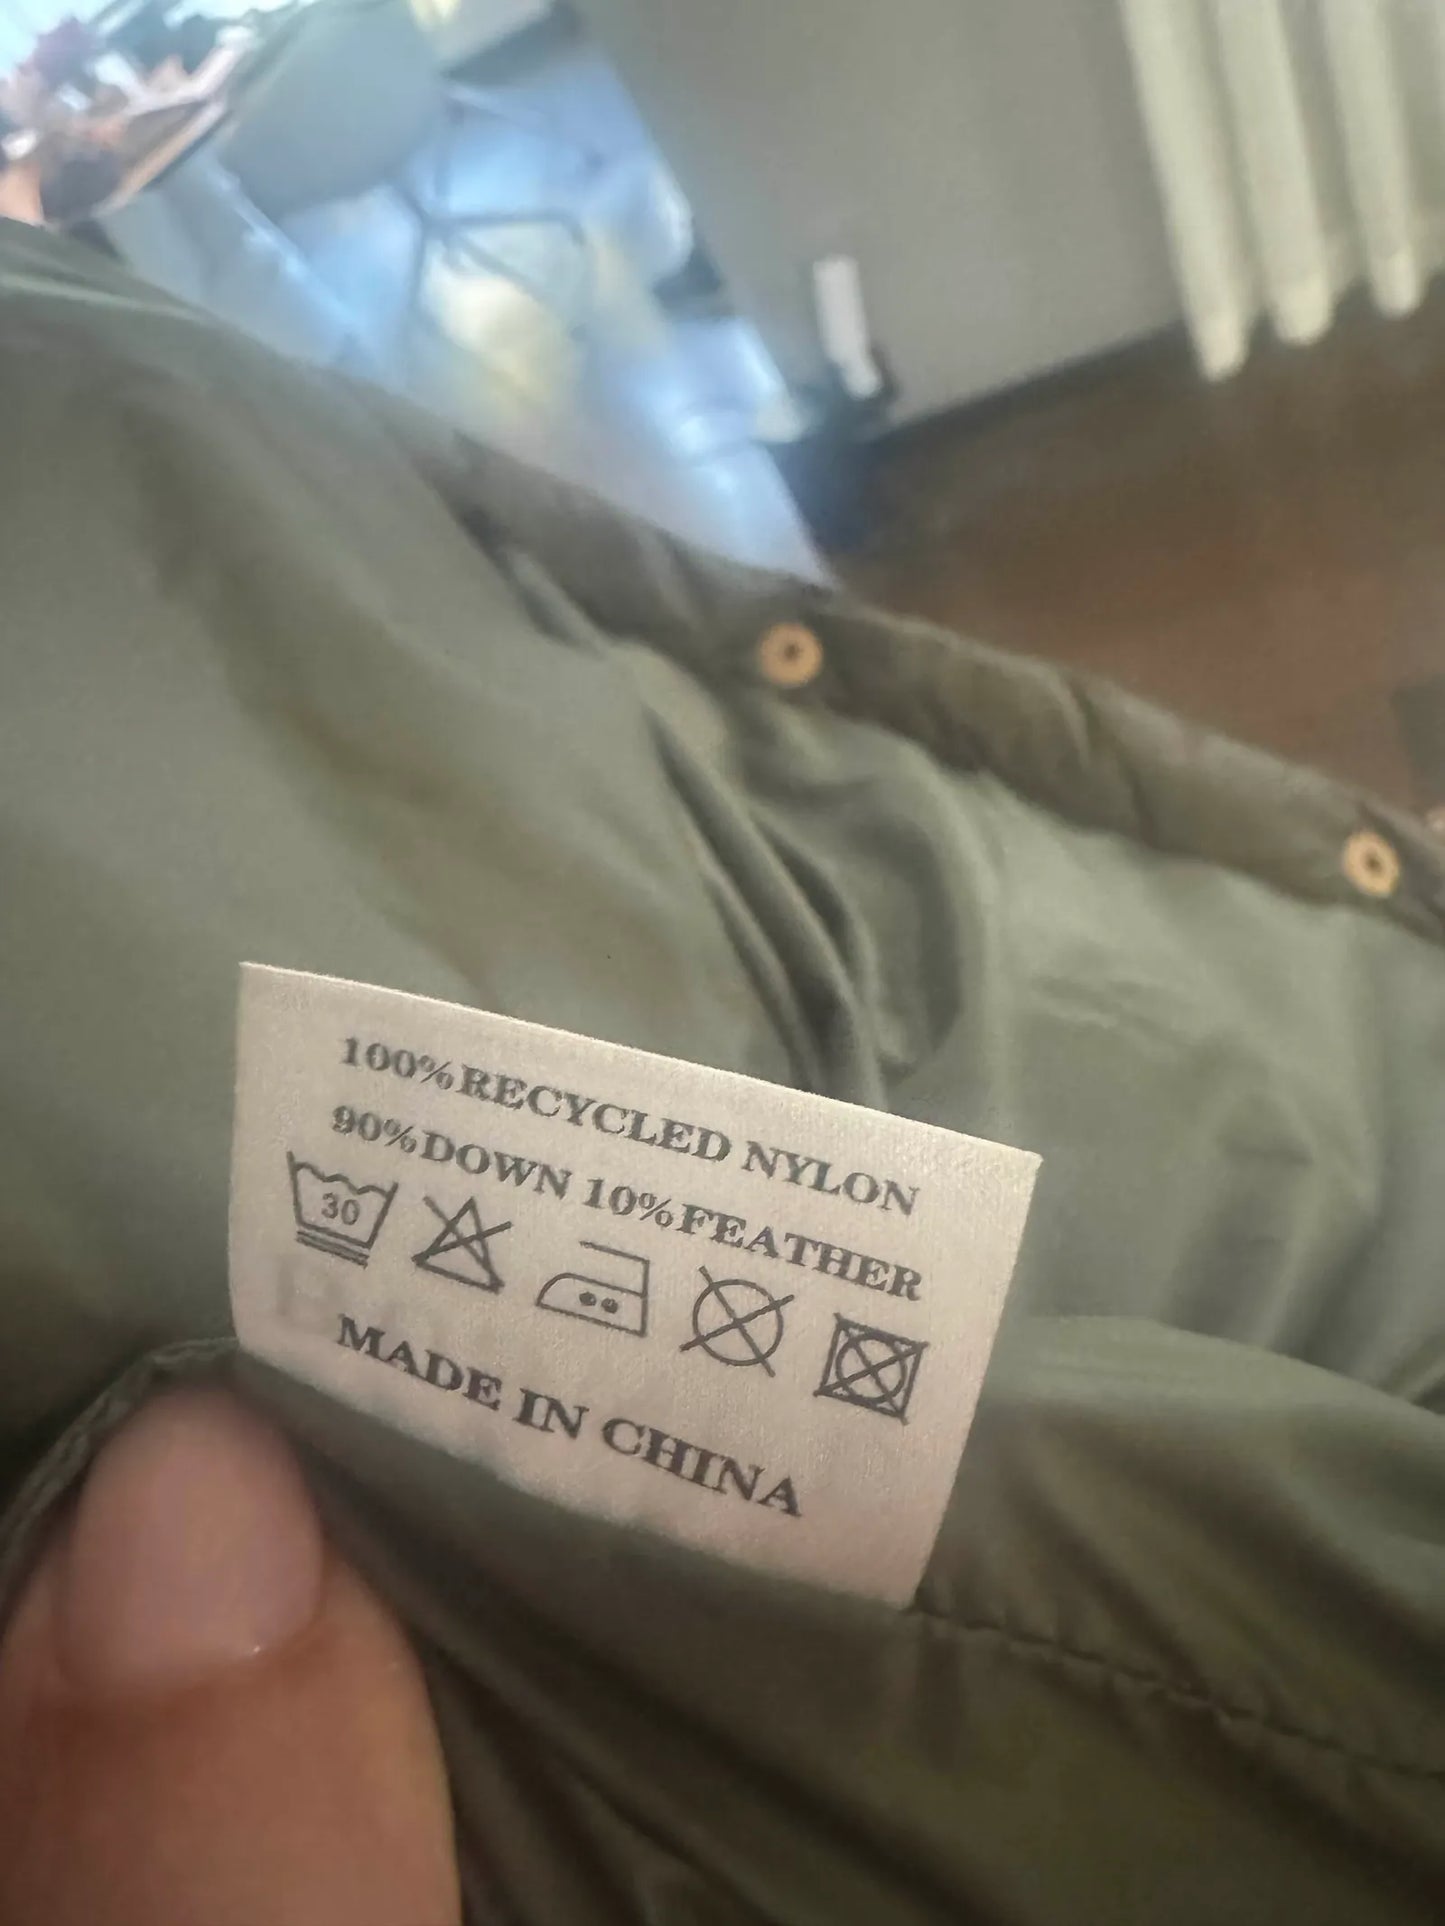 100%RECYCLED NYLON
90%DOWN 10%FEATHER
30
MADE IN CHINA